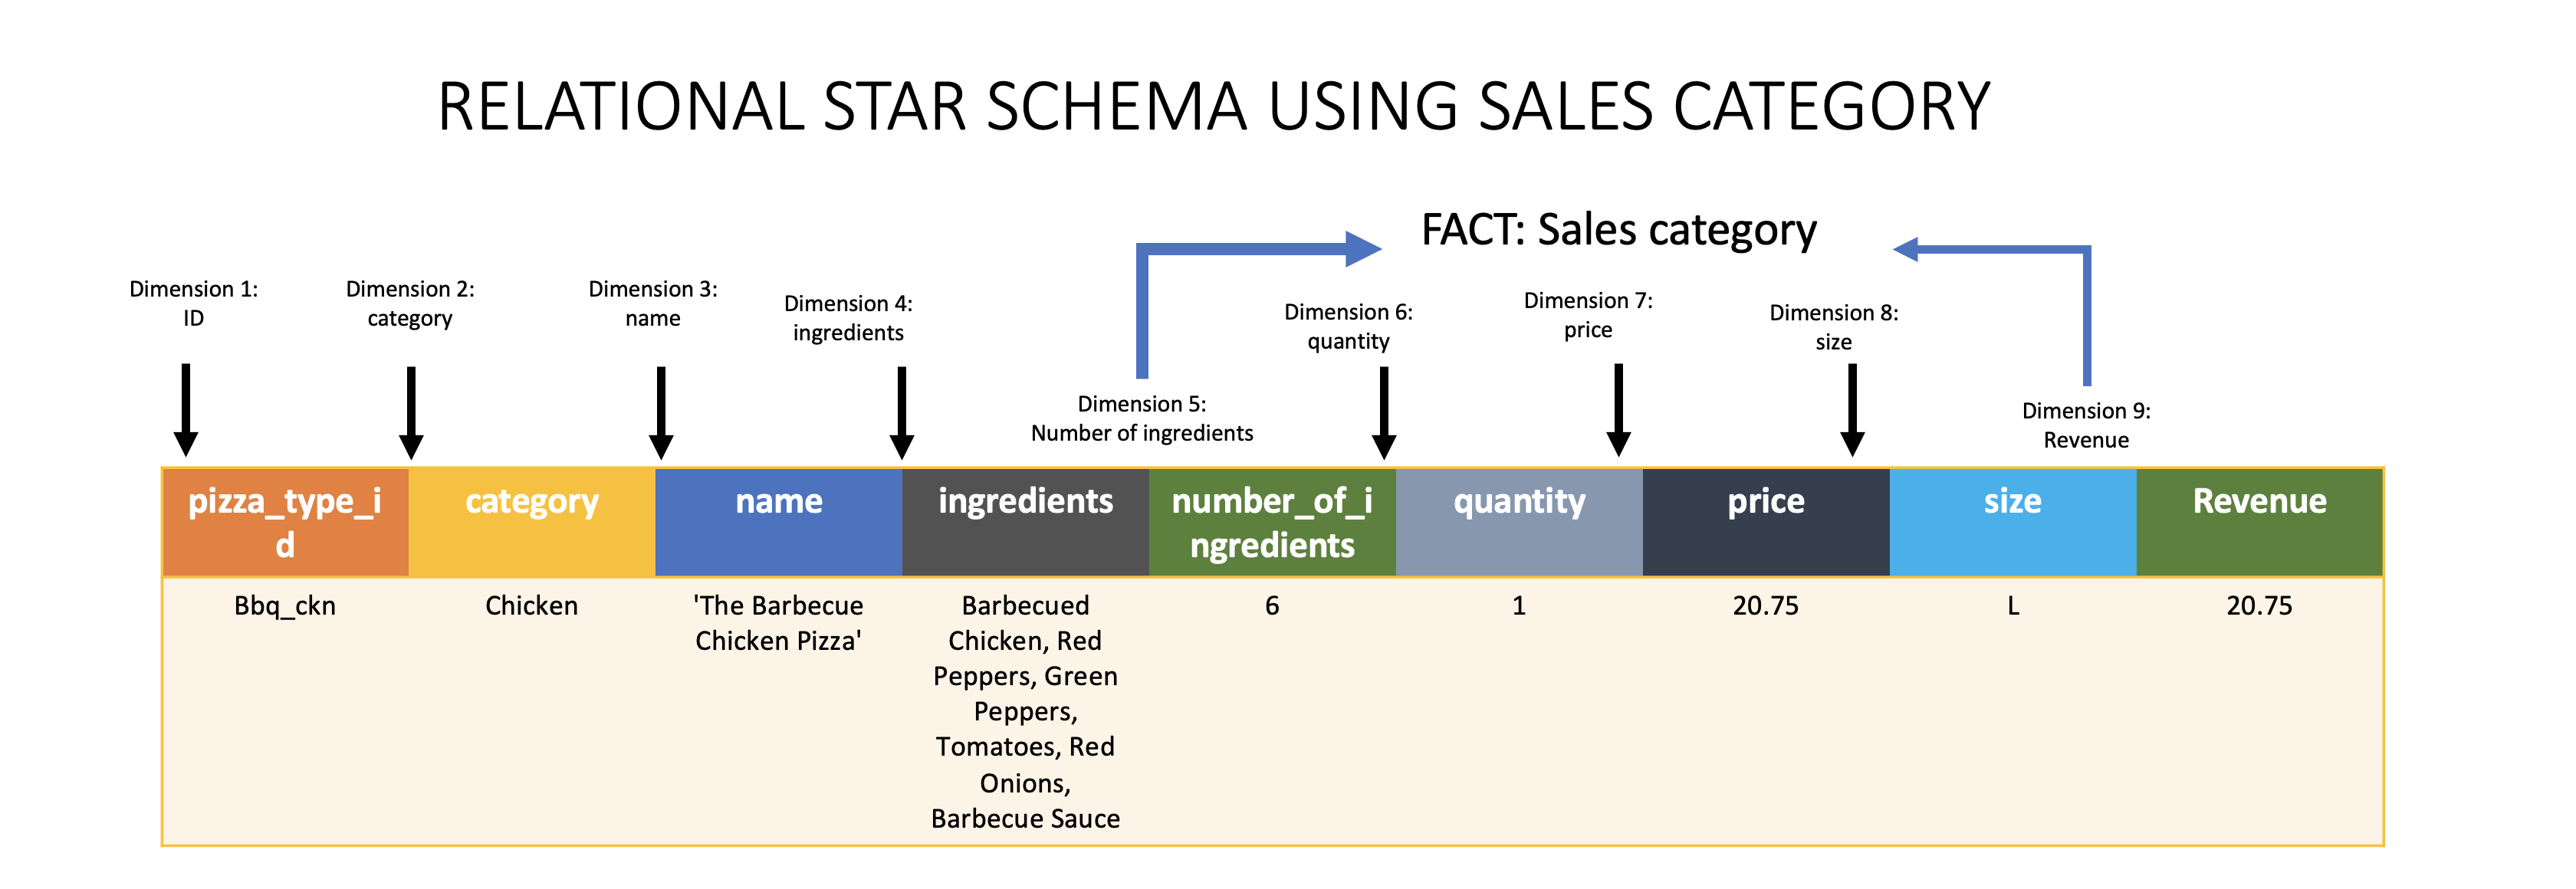 RELATIONAL STAR SCHEMA USING SALES CATEGORY
FACT: Sales category
Dimension 1:
ID
Dimension 2:
category
Dimension 3:
name
Dimension 4:
ingredients
Dimension 5:
Number of ingredients
Dimension 6:
quantity
Dimension 7:
price
Dimension 8:
size
Dimension 9:
Revenue
pizza_type_i
d
category
name
ingredients
number_of_i
ngredients
quantity
price
size
Revenue
Bbq_ckn
Chicken
'The Barbecue
Chicken Pizza'
Barbecued
Chicken, Red
Peppers, Green
Peppers,
Tomatoes, Red
Onions,
Barbecue Sauce
6
1
20.75
L
20.75